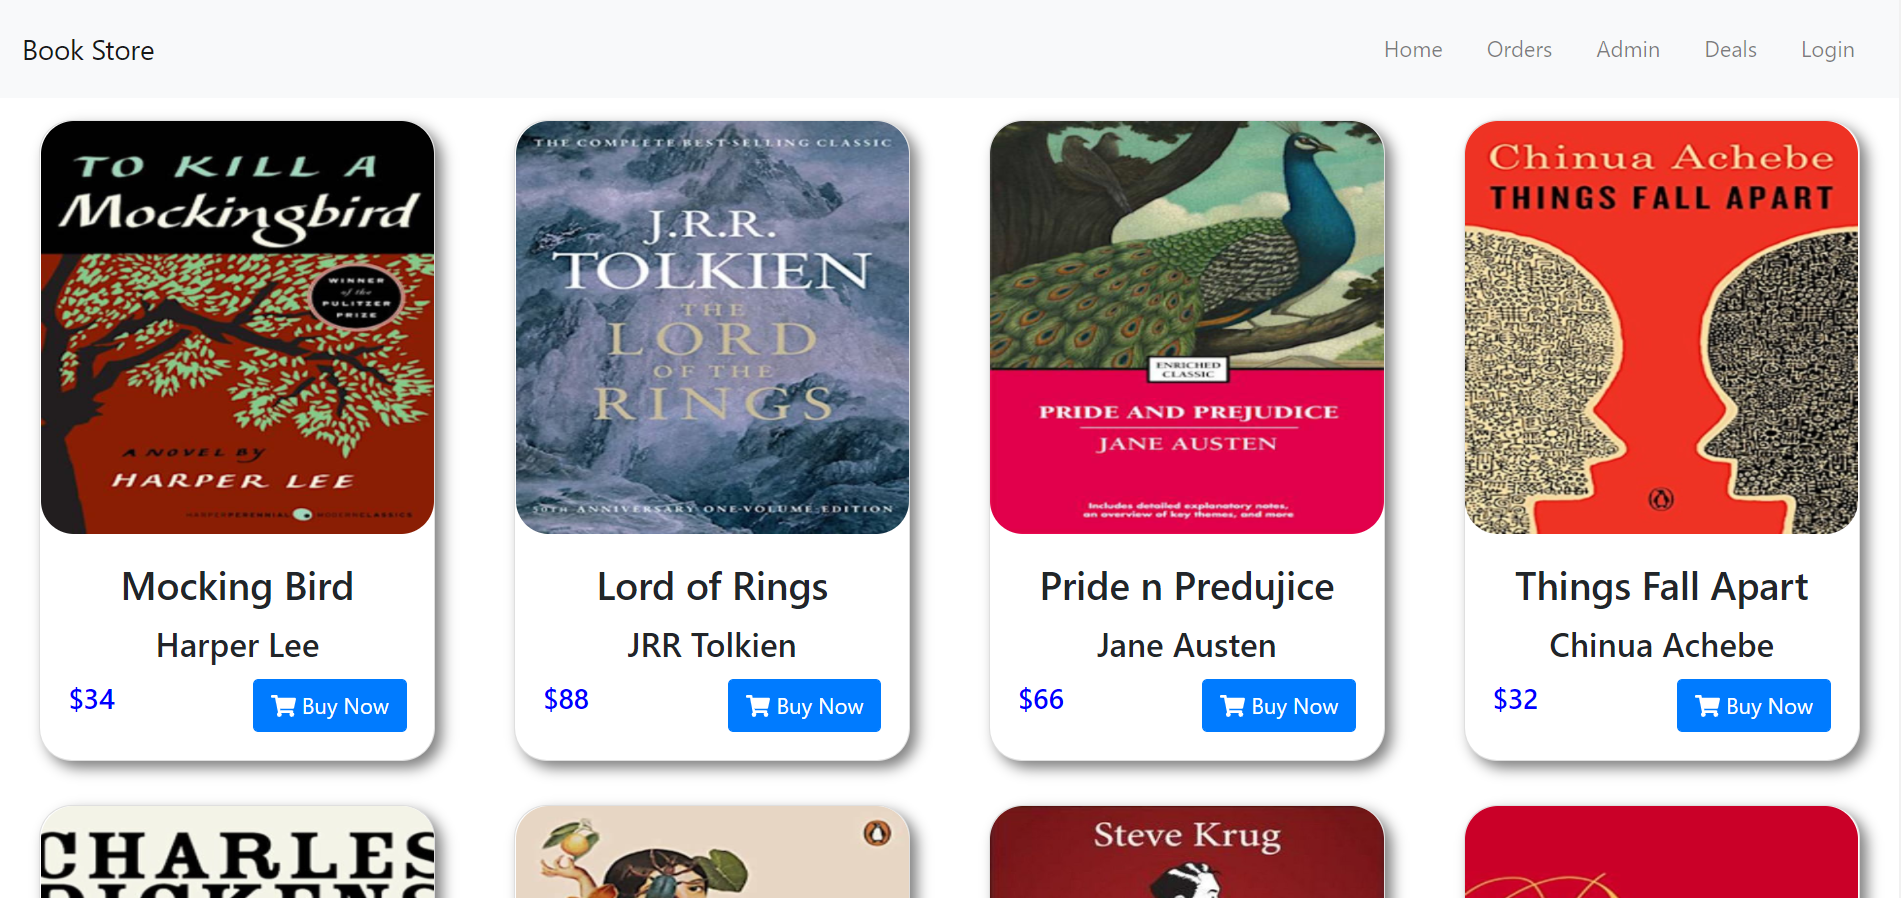 Book Store
Home Orders Admin Deals Login
TO KILL A
Mockingbird
WINNER
of the
PULITZER
PRIZE
A NOVEL BY
HARPER LEE
HARPERPERENNIAL MODERNCLASSICS
THE COMPLETE BEST-SELLING CLASSIC
J.R.R.
TOLKIEN
THE
LORD
OF THE
RINGS
50TH ANNIVERSARY ONE-VOLUME EDITION
ENRICHED
CLASSIC
PRIDE AND PREJUDICE
JANE AUSTEN
Includes detailed explanatory notes,
an overview of key themes, and more
Chinua Achebe
THINGS FALL APART
Mocking Bird
Harper Lee
$34
Buy Now
Lord of Rings
JRR Tolkien
$88
Buy Now
Pride n Predujice
Jane Austen
$66
Buy Now
Things Fall Apart
Chinua Achebe
$32
Buy Now
CHARLES
DICKENS
Steve Krug